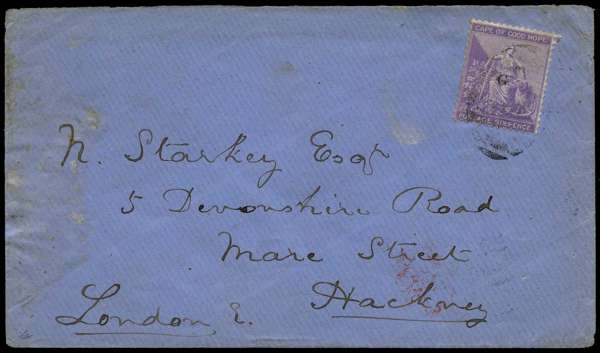 CAPE OF GOOD HOPE
G
POSTAGE SIXPENCE
N. Starkey Esqr
5 Devonshire Road
Mare Street
Hackney
London, E.